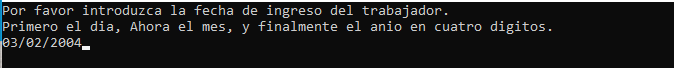 Por favor introduzca la fecha de ingreso del trabajador.
Primero el dia, Ahora el mes, y finalmente el anio en cuatro digitos.
03/02/2004